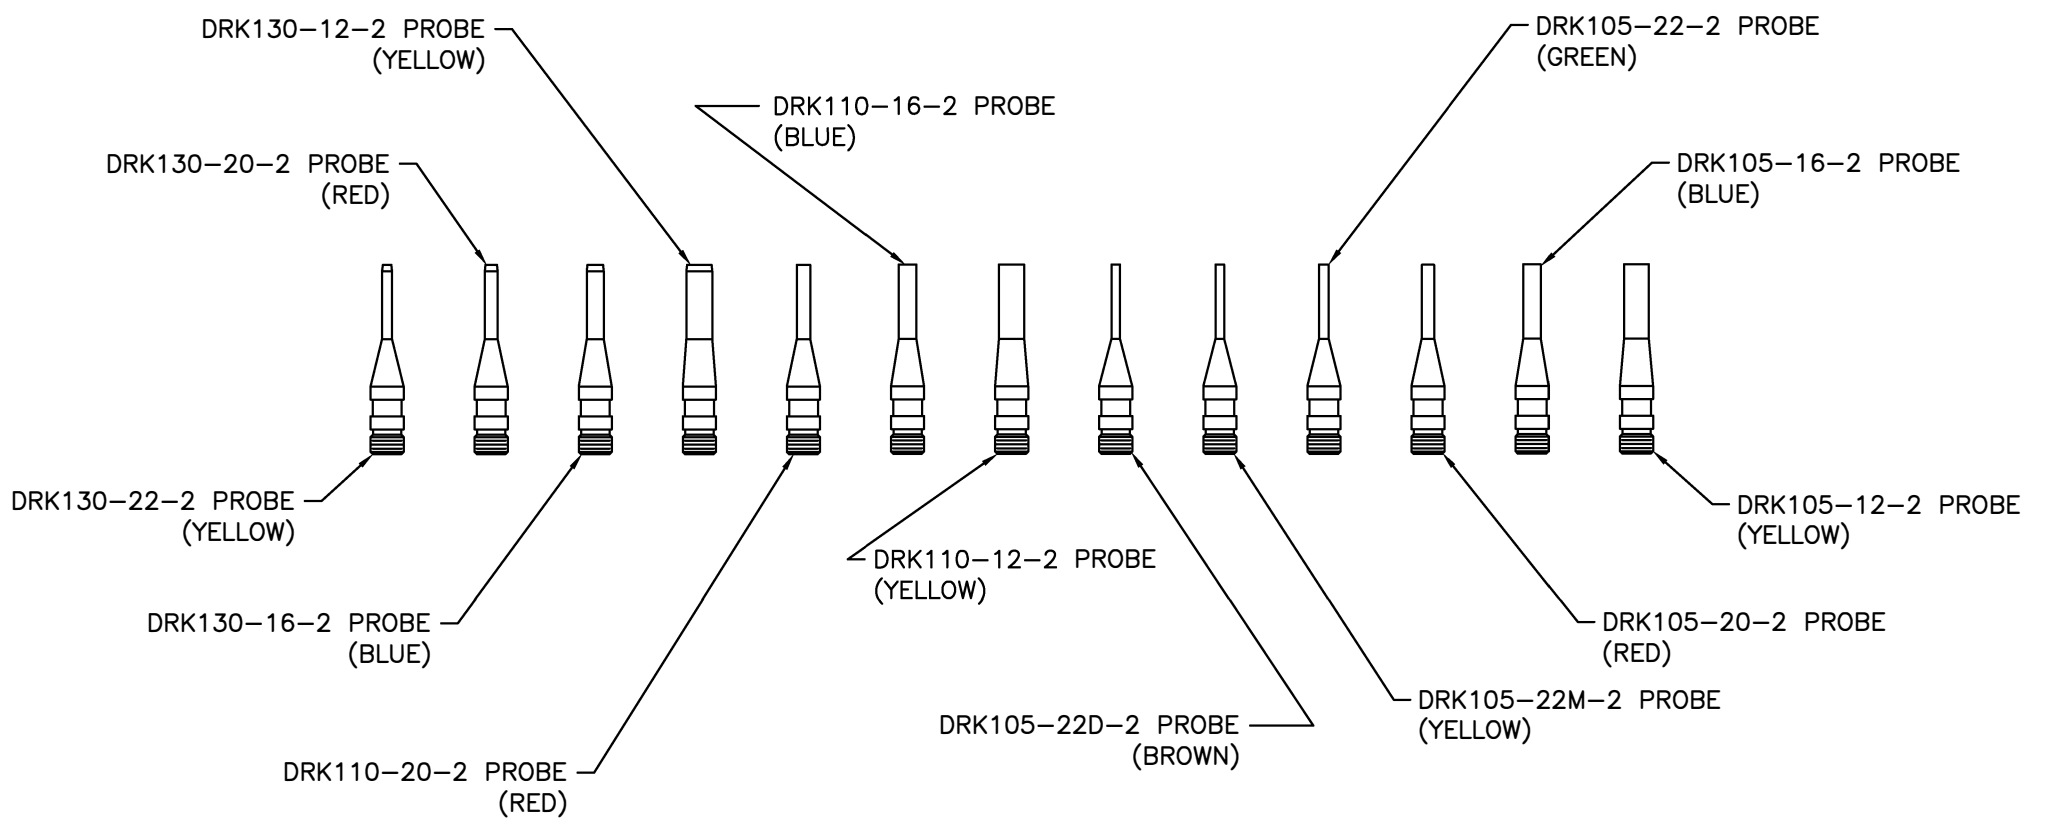 DRK130-12-2 PROBE
(YELLOW)
DRK105-22-2 PROBE
(GREEN)
DRK110-16-2 PROBE
(BLUE)
DRK130-20-2 PROBE
(RED)
DRK105-16-2 PROBE
(BLUE)
DRK130-22-2 PROBE
(YELLOW)
DRK105-12-2 PROBE
(YELLOW)
DRK110-12-2 PROBE
(YELLOW)
DRK130-16-2 PROBE
(BLUE)
DRK105-20-2 PROBE
(RED)
DRK105-22M-2 PROBE
(YELLOW)
DRK105-22D-2 PROBE
(BROWN)
DRK110-20-2 PROBE
(RED)